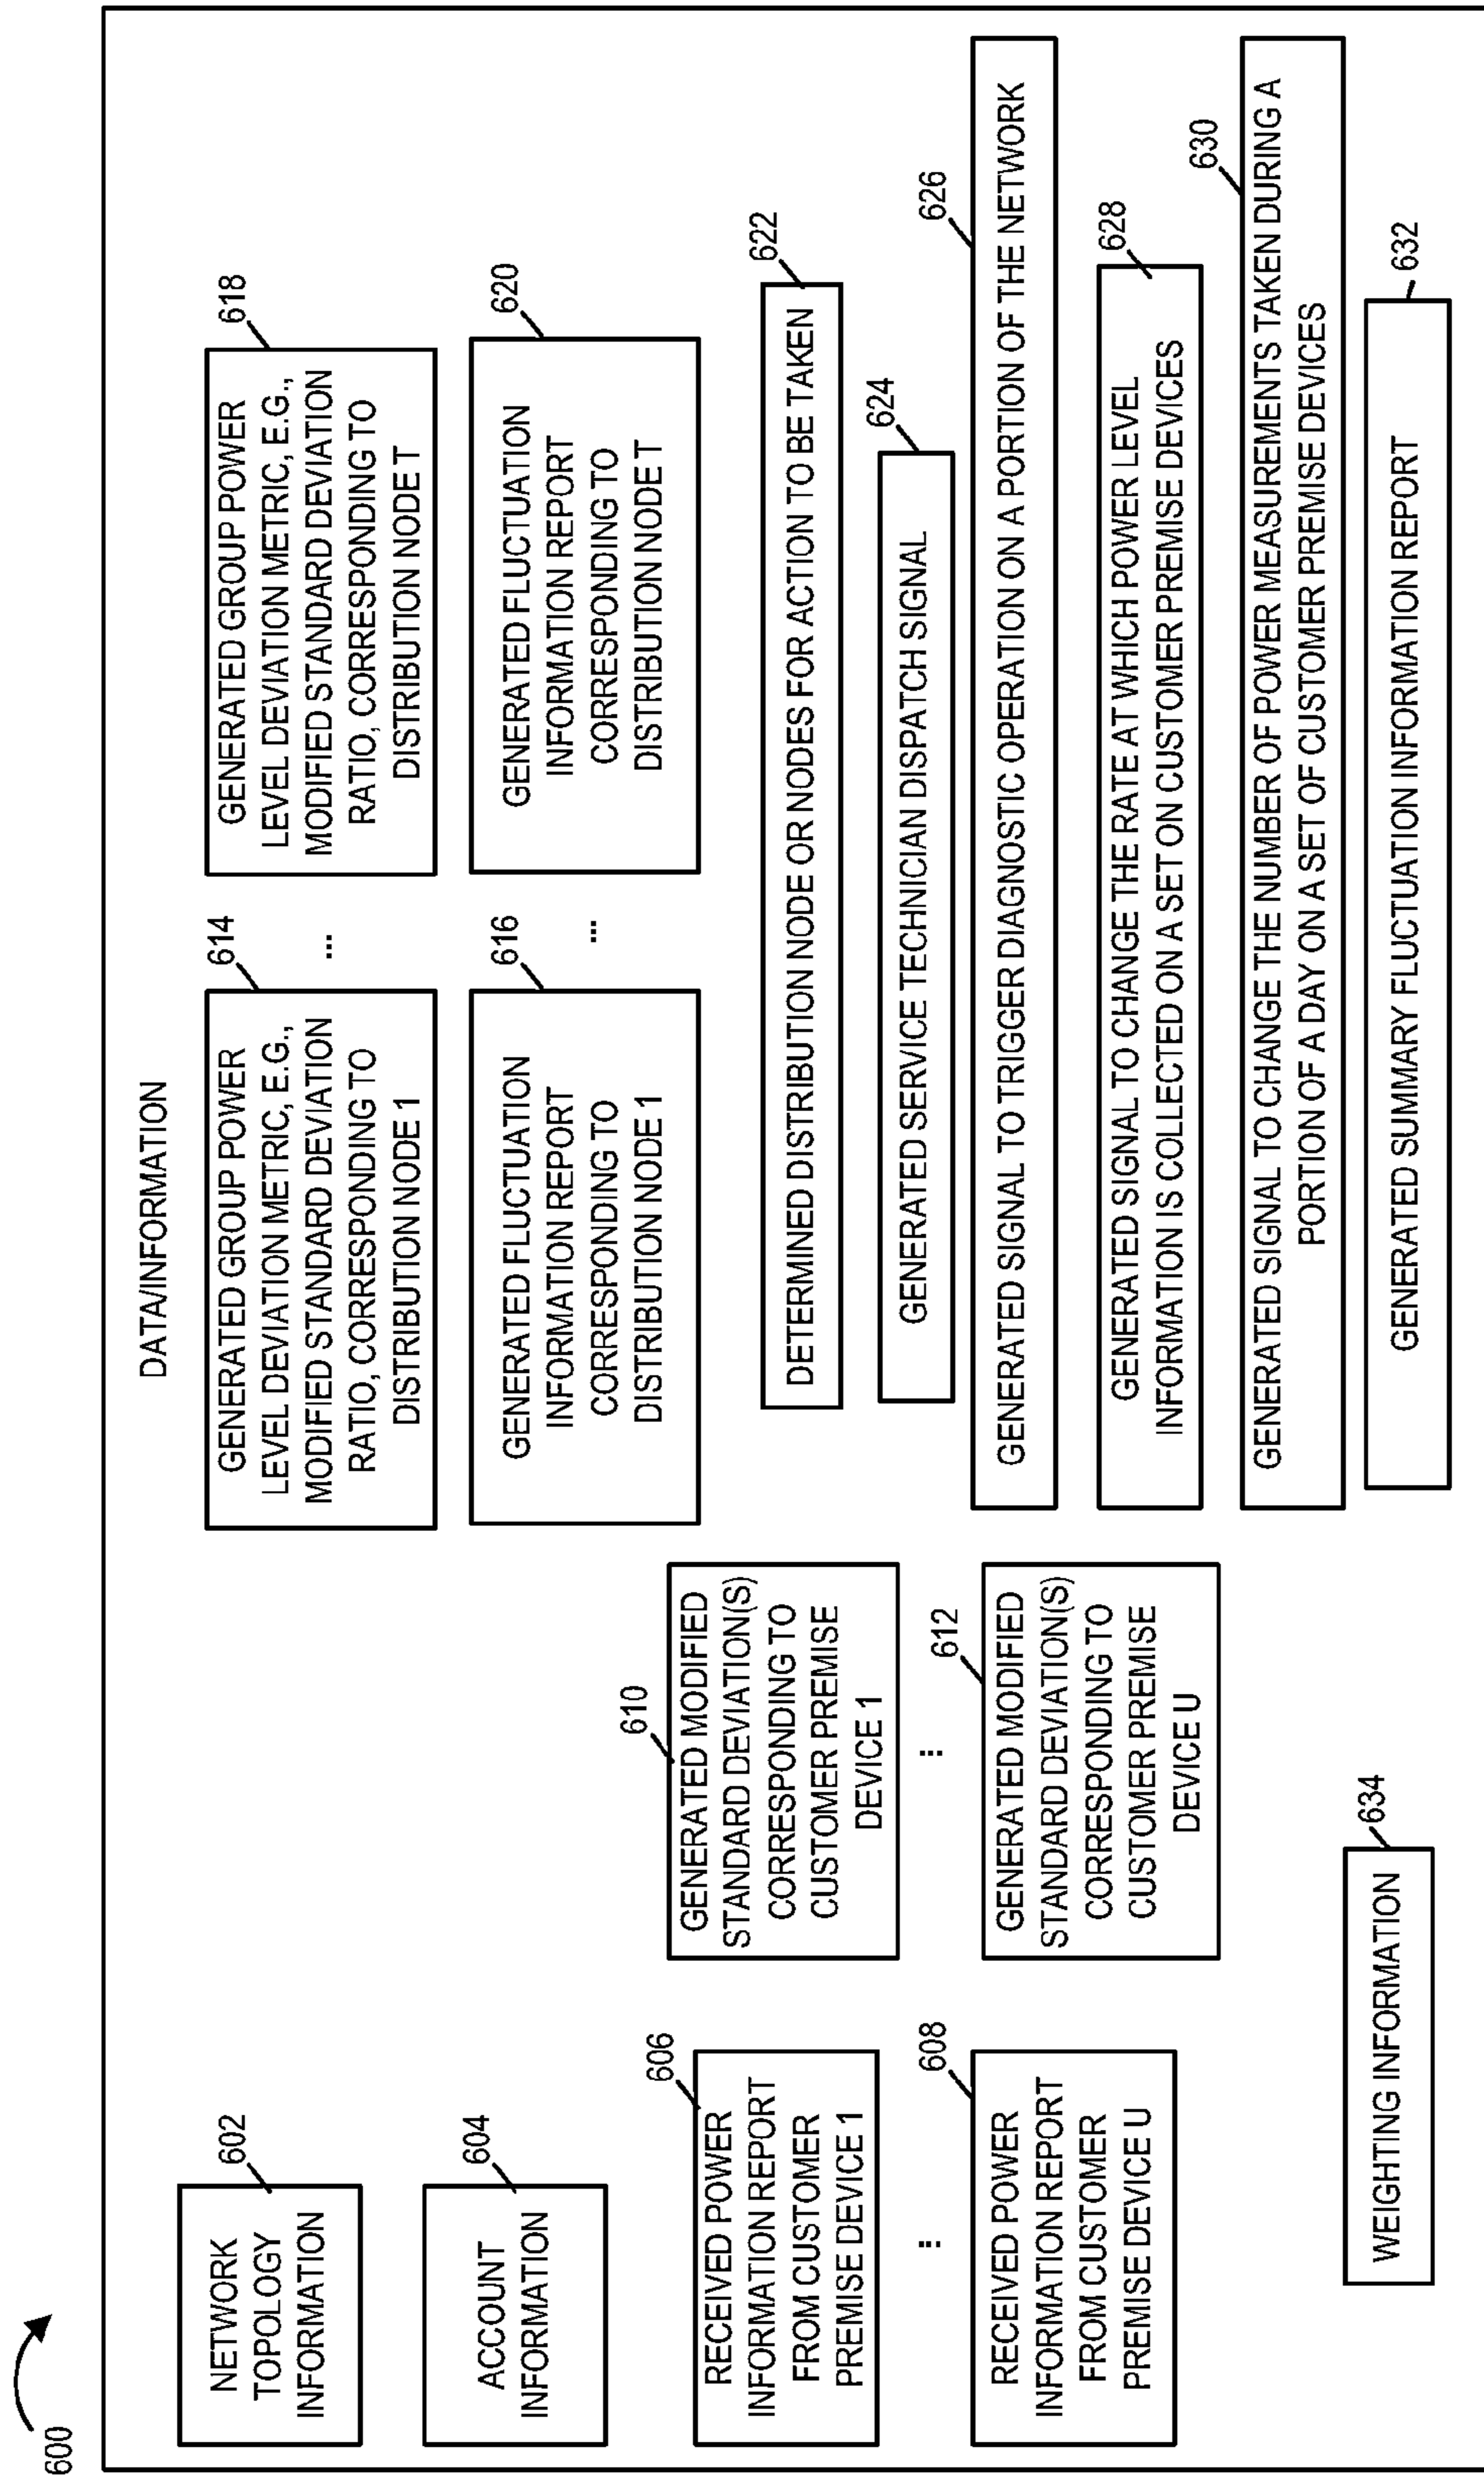 600
DATA/INFORMATION
602
NETWORK
TOPOLOGY
INFORMATION
604
ACCOUNT
INFORMATION
606
RECEIVED POWER
INFORMATION REPORT
FROM CUSTOMER
PREMISE DEVICE 1
...
608
RECEIVED POWER
INFORMATION REPORT
FROM CUSTOMER
PREMISE DEVICE U
610
GENERATED MODIFIED
STANDARD DEVIATION(S)
CORRESPONDING TO
CUSTOMER PREMISE
DEVICE 1
...
612
GENERATED MODIFIED
STANDARD DEVIATION(S)
CORRESPONDING TO
CUSTOMER PREMISE
DEVICE U
634
WEIGHTING INFORMATION
614
GENERATED GROUP POWER
LEVEL DEVIATION METRIC, E.G.,
MODIFIED STANDARD DEVIATION
RATIO, CORRESPONDING TO
DISTRIBUTION NODE 1
...
618
GENERATED GROUP POWER
LEVEL DEVIATION METRIC, E.G.,
MODIFIED STANDARD DEVIATION
RATIO, CORRESPONDING TO
DISTRIBUTION NODE T
616
GENERATED FLUCTUATION
INFORMATION REPORT
CORRESPONDING TO
DISTRIBUTION NODE 1
...
620
GENERATED FLUCTUATION
INFORMATION REPORT
CORRESPONDING TO
DISTRIBUTION NODE T
622
DETERMINED DISTRIBUTION NODE OR NODES FOR ACTION TO BE TAKEN
624
GENERATED SERVICE TECHNICIAN DISPATCH SIGNAL
626
GENERATED SIGNAL TO TRIGGER DIAGNOSTIC OPERATION ON A PORTION OF THE NETWORK
628
GENERATED SIGNAL TO CHANGE THE RATE AT WHICH POWER LEVEL
INFORMATION IS COLLECTED ON A SET ON CUSTOMER PREMISE DEVICES
630
GENERATED SIGNAL TO CHANGE THE NUMBER OF POWER MEASUREMENTS TAKEN DURING A
PORTION OF A DAY ON A SET OF CUSTOMER PREMISE DEVICES
632
GENERATED SUMMARY FLUCTUATION INFORMATION REPORT